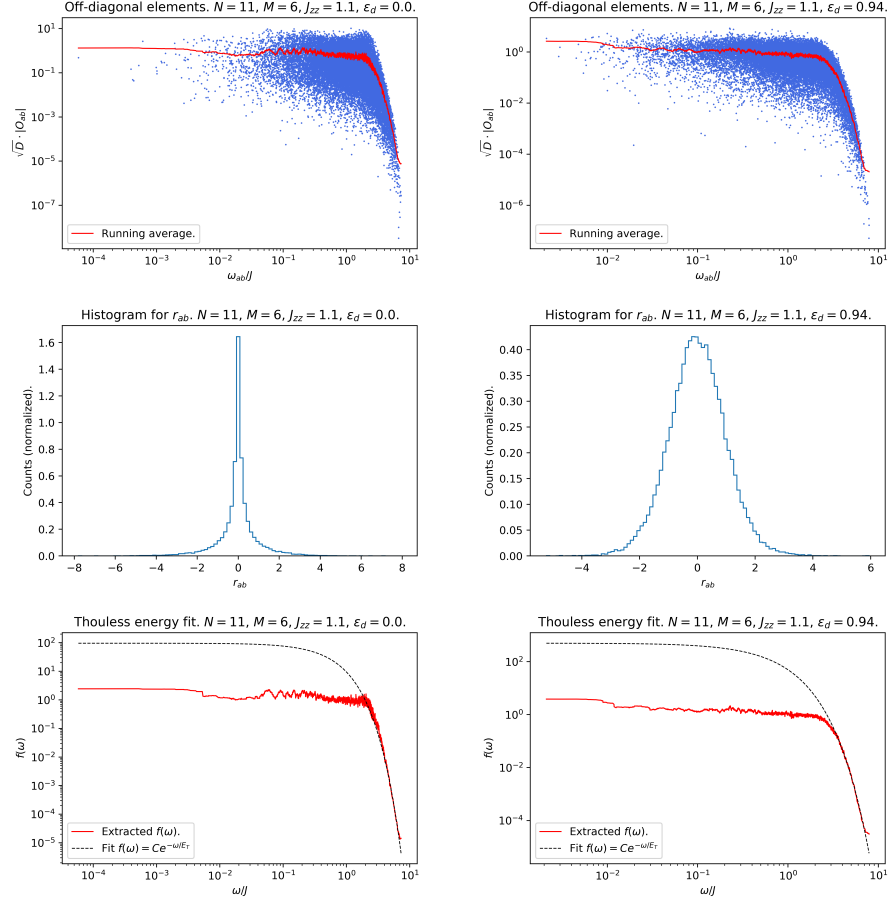 Off-diagonal elements. N = 11, M = 6, J_zz = 1.1, ε_d = 0.0.
10^1
10^−1
10^−3
10^−5
10^−7
√D · |O_ab|
Running average.
10^−4 10^−3 10^−2 10^−1 10^0 10^1
ω_ab/J
Off-diagonal elements. N = 11, M = 6, J_zz = 1.1, ε_d = 0.94.
10^0
10^−2
10^−4
10^−6
√D · |O_ab|
Running average.
10^−2 10^−1 10^0 10^1
ω_ab/J
Histogram for r_ab. N = 11, M = 6, J_zz = 1.1, ε_d = 0.0.
1.6
1.4
1.2
1.0
0.8
0.6
0.4
0.2
0.0
Counts (normalized).
−8 −6 −4 −2 0 2 4 6 8
r_ab
Histogram for r_ab. N = 11, M = 6, J_zz = 1.1, ε_d = 0.94.
0.40
0.35
0.30
0.25
0.20
0.15
0.10
0.05
0.00
Counts (normalized).
−4 −2 0 2 4 6
r_ab
Thouless energy fit. N = 11, M = 6, J_zz = 1.1, ε_d = 0.0.
10^2
10^1
10^0
10^−1
10^−2
10^−3
10^−4
10^−5
f(ω)
Extracted f(ω).
Fit f(ω) = Ce^−ω/E_T
10^−4 10^−3 10^−2 10^−1 10^0 10^1
ω/J
Thouless energy fit. N = 11, M = 6, J_zz = 1.1, ε_d = 0.94.
10^2
10^0
10^−2
10^−4
f(ω)
Extracted f(ω).
Fit f(ω) = Ce^−ω/E_T
10^−2 10^−1 10^0 10^1
ω/J